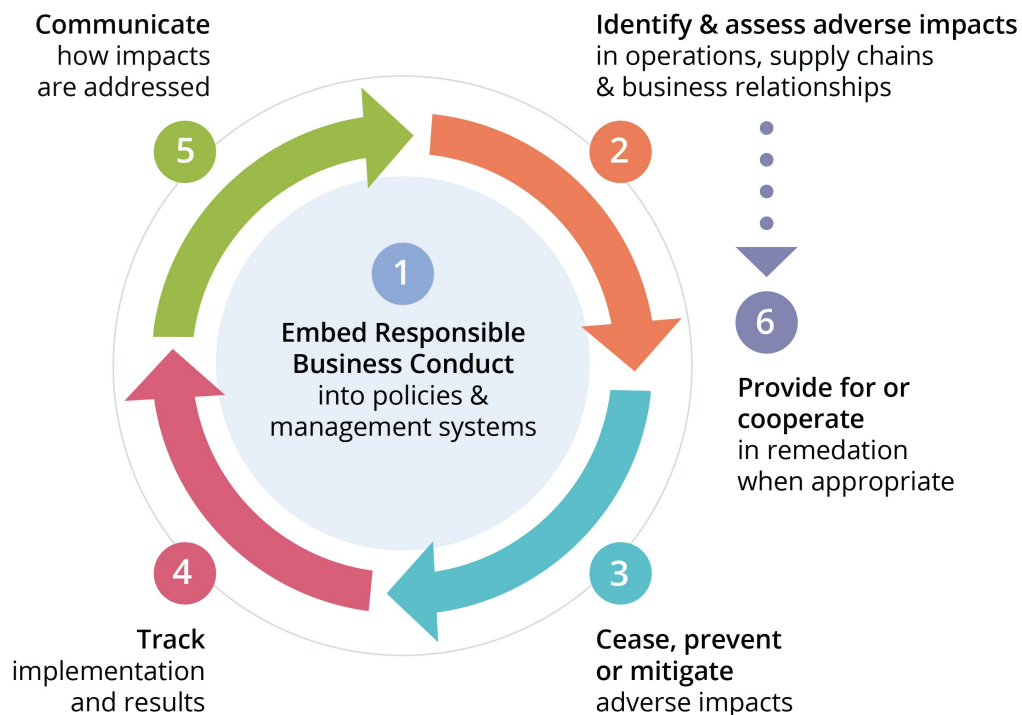 Communicate
how impacts
are addressed
5
Identify & assess adverse impacts
in operations, supply chains
& business relationships
2
1
Embed Responsible
Business Conduct
into policies &
management systems
6
Provide for or
cooperate
in remedation
when appropriate
4
Track
implementation
and results
3
Cease, prevent
or mitigate
adverse impacts